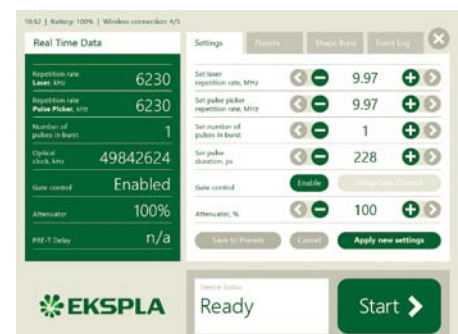 10:42 | Battery: 100% | Wireless connection: 4/5
Real Time Data
Repetition rate
Laser, kHz
6230
Repetition rate
Pulse Picker, kHz
6230
Number of
pulses in burst
1
Optical
clock, kHz
49842624
Gate control
Enabled
Attenuator
100%
PRE-T Delay
n/a
Settings
Presets
Shape Burst
Event Log
Set laser
repetition rate, MHz
9.97
Set pulse picker
repetition rate, MHz
9.97
Set number of
pulses in burst
1
Set pulse
duration, ps
228
Gate control
Enable
Attenuator, %
100
Save to Presets
Cancel
Apply new settings
EKSPLA
Device Status
Ready
Start